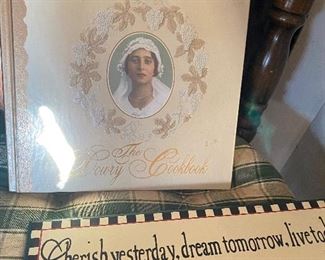 The
Dowry Cookbook
Cherish yesterday, dream tomorrow, live